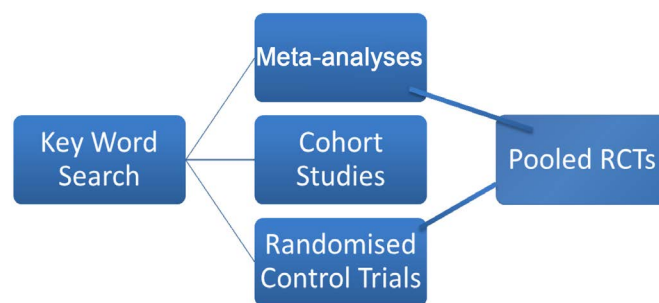 Meta-analyses
Key Word
Search
Cohort
Studies
Pooled RCTs
Randomised
Control Trials